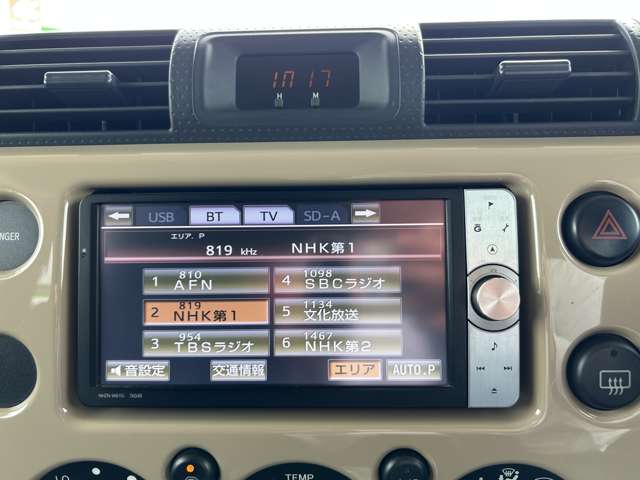 10 17
H M
USB BT TV SD-A
エリア. P
819 kHz NHK第1
1 810 AFN
4 1098 SBCラジオ
2 819 NHK第1
5 1134 文化放送
3 954 TBSラジオ
6 1467 NHK第2
音設定 交通情報 エリア AUTO.P
TEMP